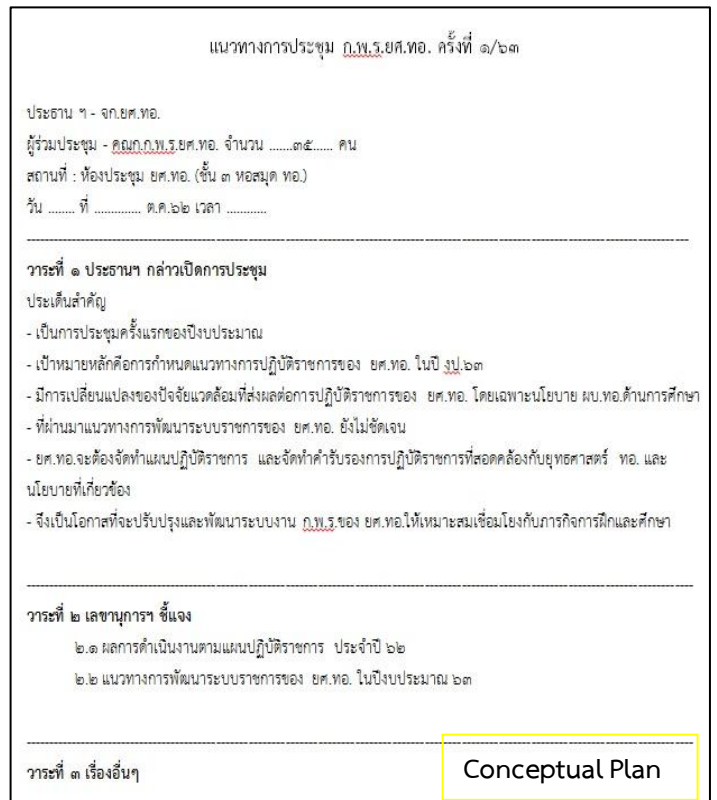 แนวทางการประชุม ก.พ.ร.ยศ.ทอ. ครั้งที่ ๑/๖๓
ประธาน ฯ - จก.ยศ.ทอ.
ผู้ร่วมประชุม - คณก.ก.พ.ร.ยศ.ทอ. จำนวน .......๓๕...... คน
สถานที่ : ห้องประชุม ยศ.ทอ. (ชั้น ๓ หอสมุด ทอ.)
วัน ........ ที่ .............. ต.ค.๖๒ เวลา ............
วาระที่ ๑ ประธานฯ กล่าวเปิดการประชุม
ประเด็นสำคัญ
- เป็นการประชุมครั้งแรกของปีงบประมาณ
- เป้าหมายหลักคือการกำหนดแนวทางการปฏิบัติราชการของ ยศ.ทอ. ในปี งป.๖๓
- มีการเปลี่ยนแปลงของปัจจัยแวดล้อมที่ส่งผลต่อการปฏิบัติราชการของ ยศ.ทอ. โดยเฉพาะนโยบาย ผบ.ทอ.ด้านการศึกษา
- ที่ผ่านมาแนวทางการพัฒนาระบบราชการของ ยศ.ทอ. ยังไม่ชัดเจน
- ยศ.ทอ.จะต้องจัดทำแผนปฏิบัติราชการ และจัดทำคำรับรองการปฏิบัติราชการที่สอดคล้องกับยุทธศาสตร์ ทอ. และ
นโยบายที่เกี่ยวข้อง
- จึงเป็นโอกาสที่จะปรับปรุงและพัฒนาระบบงาน ก.พ.ร.ของ ยศ.ทอ.ให้เหมาะสมเชื่อมโยงกับภารกิจการฝึกและศึกษา
วาระที่ ๒ เลขานุการฯ ชี้แจง
๒.๑ ผลการดำเนินงานตามแผนปฏิบัติราชการ ประจำปี ๖๒
๒.๒ แนวทางการพัฒนาระบบราชการของ ยศ.ทอ. ในปีงบประมาณ ๖๓
วาระที่ ๓ เรื่องอื่นๆ
Conceptual Plan